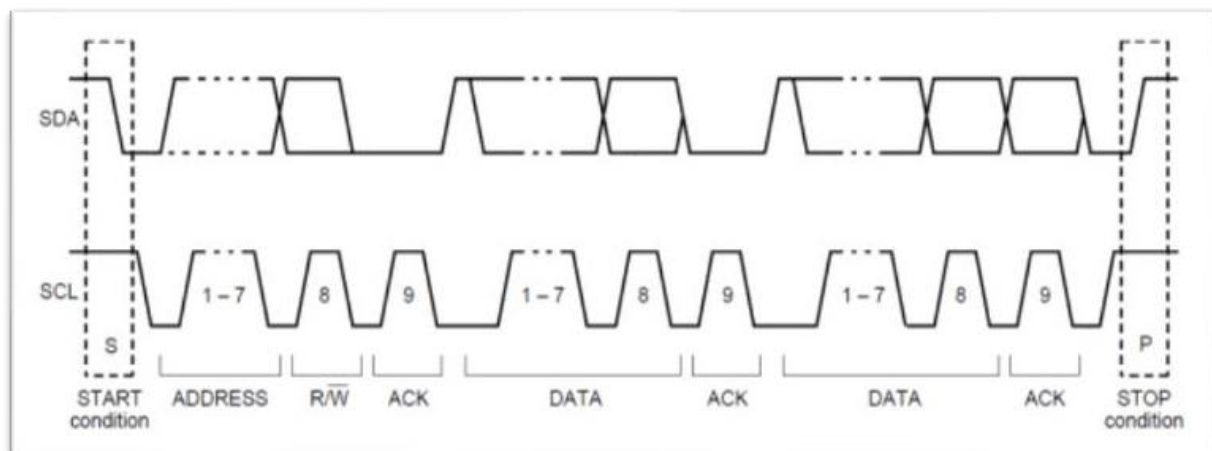 SDA
SCL
1 – 7
8
9
1 – 7
8
9
1 – 7
8
9
S
P
START
condition
ADDRESS
R/W̅
ACK
DATA
ACK
DATA
ACK
STOP
condition